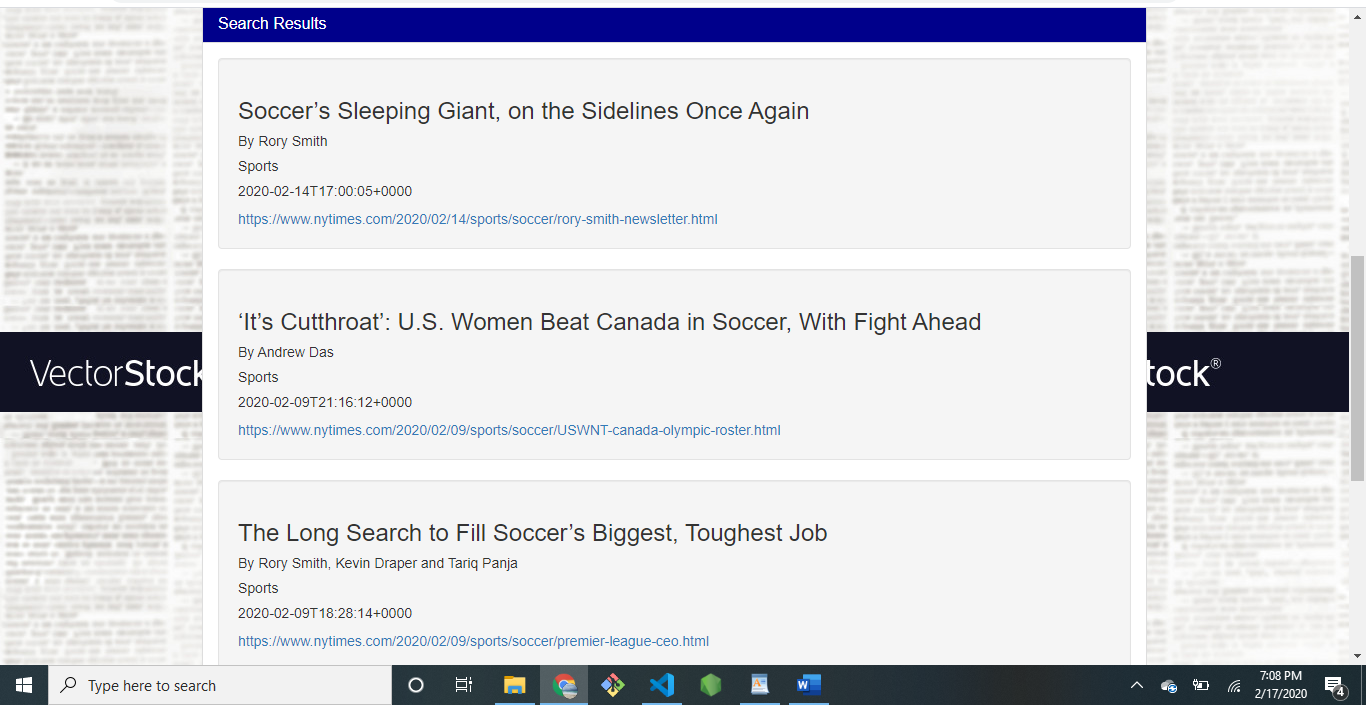 Search Results
Soccer’s Sleeping Giant, on the Sidelines Once Again
By Rory Smith
Sports
2020-02-14T17:00:05+0000
https://www.nytimes.com/2020/02/14/sports/soccer/rory-smith-newsletter.html
‘It’s Cutthroat’: U.S. Women Beat Canada in Soccer, With Fight Ahead
By Andrew Das
Sports
2020-02-09T21:16:12+0000
https://www.nytimes.com/2020/02/09/sports/soccer/USWNT-canada-olympic-roster.html
VectorStock
tock®
The Long Search to Fill Soccer’s Biggest, Toughest Job
By Rory Smith, Kevin Draper and Tariq Panja
Sports
2020-02-09T18:28:14+0000
https://www.nytimes.com/2020/02/09/sports/soccer/premier-league-ceo.html
Type here to search
W
7:08 PM
2/17/2020
4